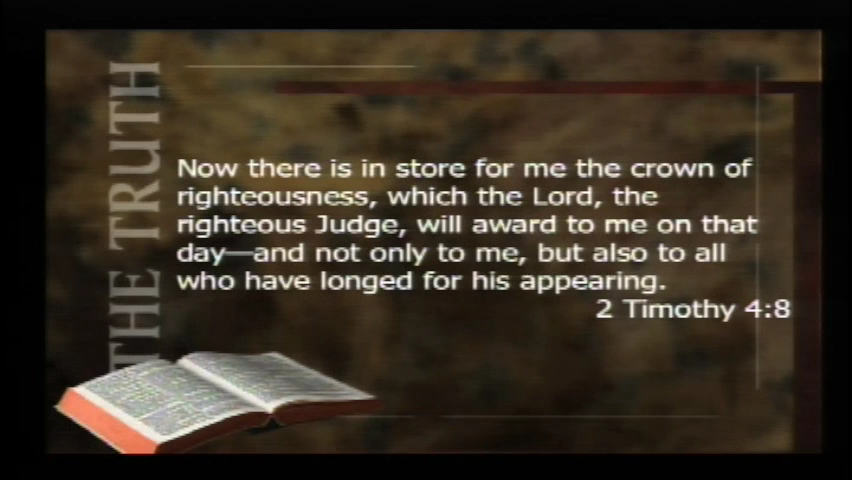 THE TRUTH
Now there is in store for me the crown of
righteousness, which the Lord, the
righteous Judge, will award to me on that
day—and not only to me, but also to all
who have longed for his appearing.
2 Timothy 4:8